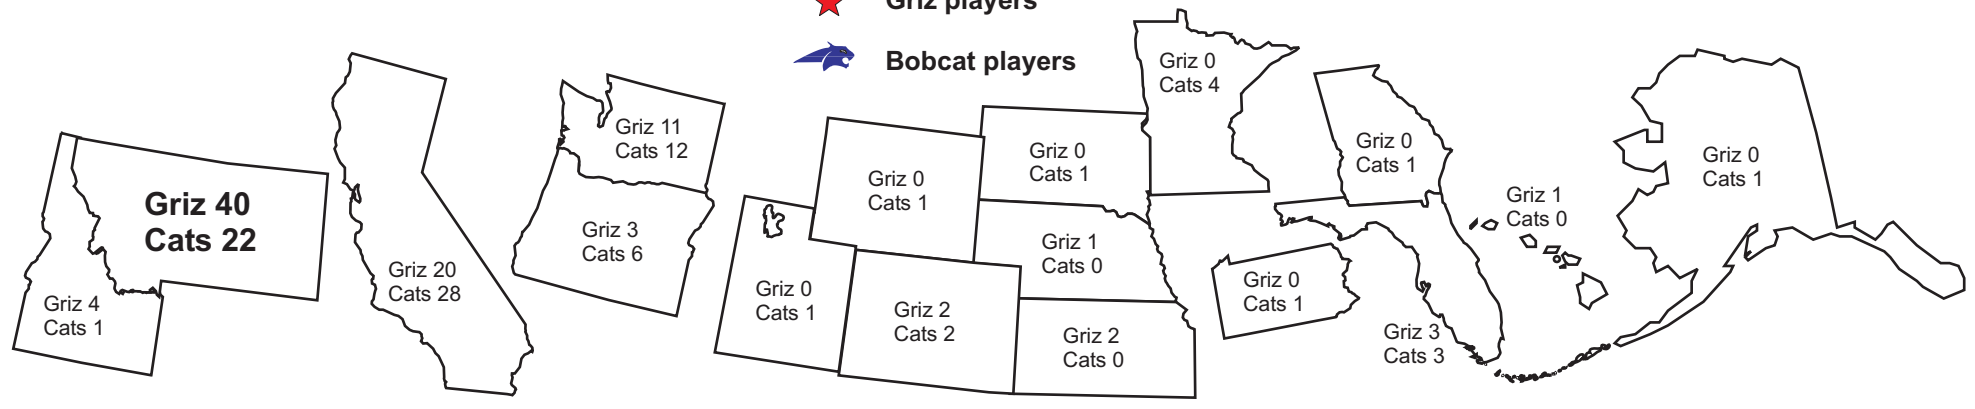 Griz players
Bobcat players
Griz 40
Cats 22
Griz 4
Cats 1
Griz 20
Cats 28
Griz 11
Cats 12
Griz 3
Cats 6
Griz 0
Cats 1
Griz 0
Cats 1
Griz 2
Cats 2
Griz 0
Cats 1
Griz 1
Cats 0
Griz 2
Cats 0
Griz 0
Cats 4
Griz 0
Cats 1
Griz 0
Cats 1
Griz 3
Cats 3
Griz 1
Cats 0
Griz 0
Cats 1